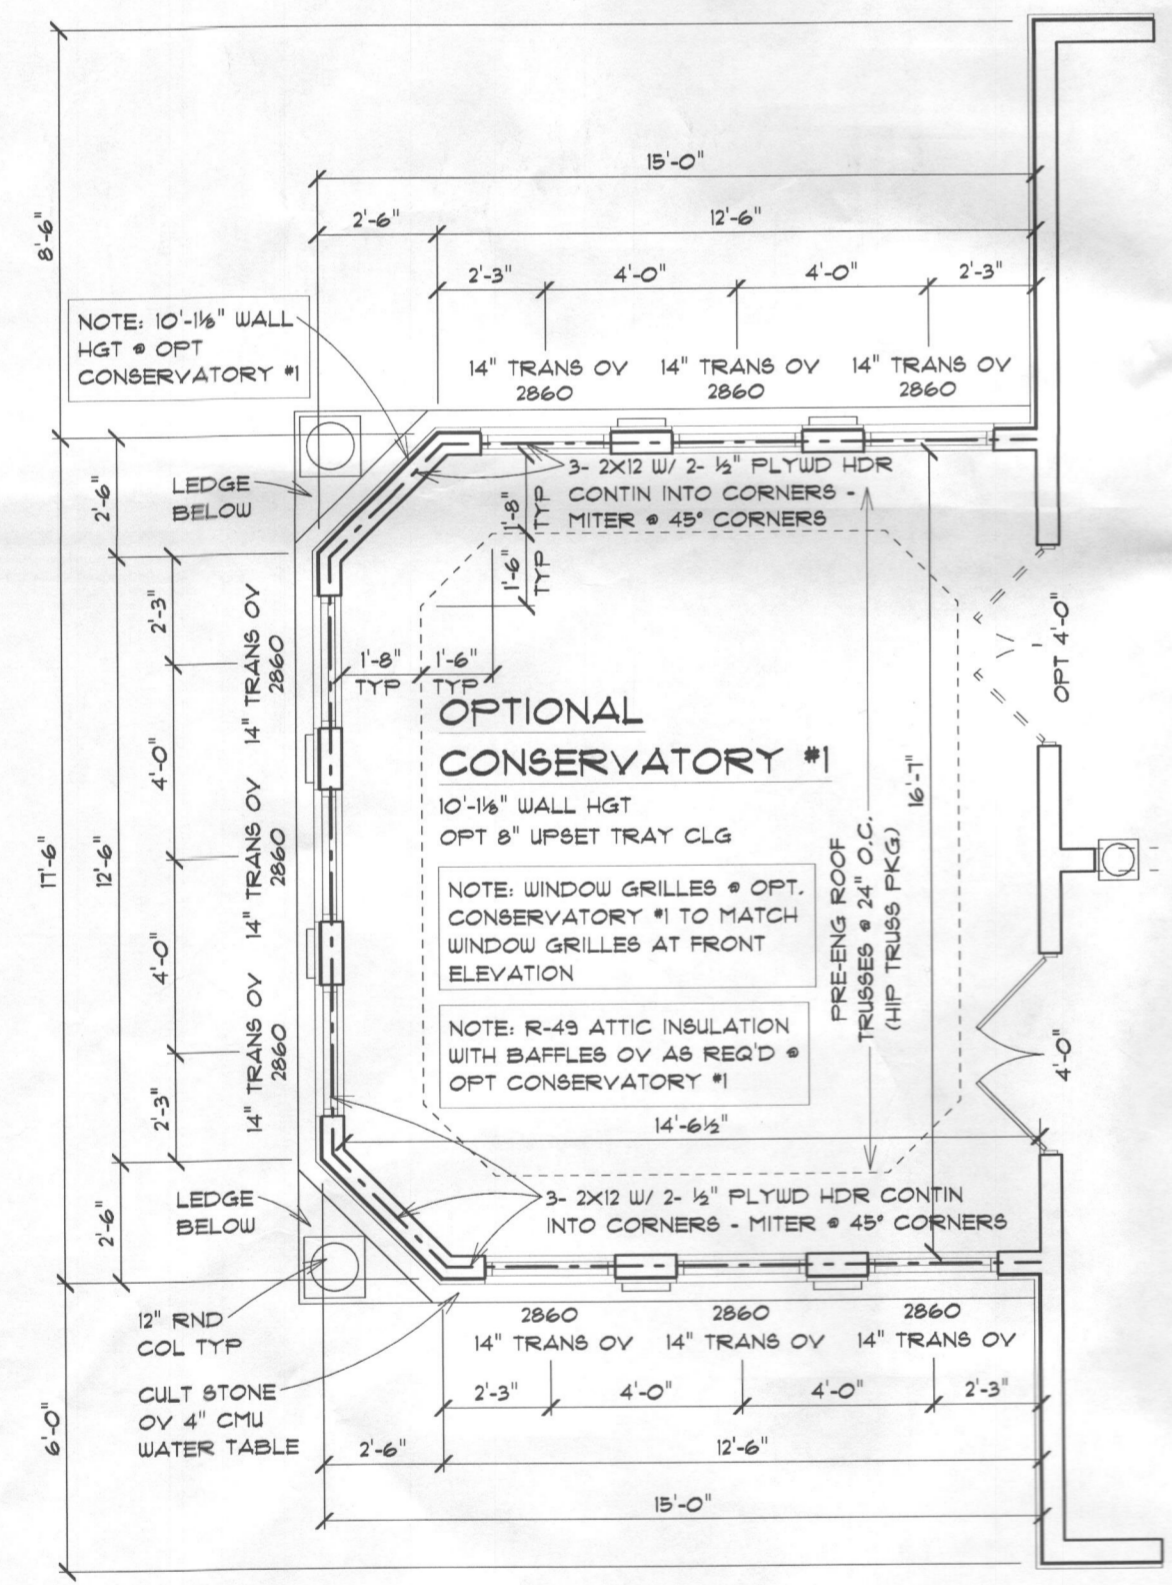 15'-0"
2'-6"
12'-6"
2'-3"
4'-0"
4'-0"
2'-3"
8'-6"
NOTE: 10'-1⅛" WALL
HGT @ OPT
CONSERVATORY #1
14" TRANS OV
2860
14" TRANS OV
2860
14" TRANS OV
2860
LEDGE
BELOW
3- 2X12 W/ 2- ½" PLYWD HDR
CONTIN INTO CORNERS -
MITER @ 45° CORNERS
1'-8"
TYP
1'-6"
TYP
2'-6"
2'-3"
4'-0"
4'-0"
2'-3"
2'-6"
12'-6"
17'-6"
14" TRANS OV
2860
14" TRANS OV
2860
14" TRANS OV
2860
1'-8"
TYP
1'-6"
TYP
OPTIONAL
CONSERVATORY #1
10'-1⅛" WALL HGT
OPT 8" UPSET TRAY CLG
NOTE: WINDOW GRILLES @ OPT.
CONSERVATORY #1 TO MATCH
WINDOW GRILLES AT FRONT
ELEVATION
NOTE: R-49 ATTIC INSULATION
WITH BAFFLES OV AS REQ'D @
OPT CONSERVATORY #1
PRE-ENG ROOF
TRUSSES @ 24" O.C.
(HIP TRUSS PKG)
16'-7"
OPT 4'-0"
4'-0"
14'-6½"
3- 2X12 W/ 2- ½" PLYWD HDR CONTIN
INTO CORNERS - MITER @ 45° CORNERS
LEDGE
BELOW
12" RND
COL TYP
CULT STONE
OV 4" CMU
WATER TABLE
2860
14" TRANS OV
2860
14" TRANS OV
2860
14" TRANS OV
2'-3"
4'-0"
4'-0"
2'-3"
2'-6"
12'-6"
15'-0"
6'-0"